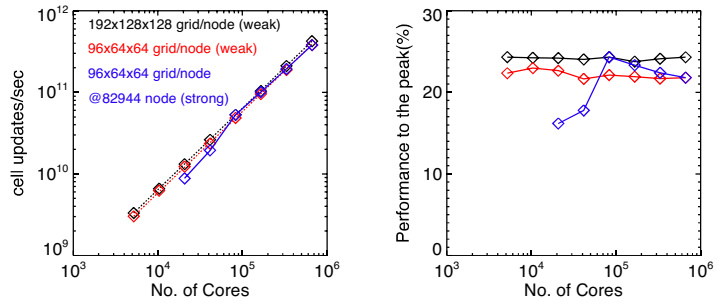 10^12
10^11
10^10
10^9
cell updates/sec
192x128x128 grid/node (weak)
96x64x64 grid/node (weak)
96x64x64 grid/node
@82944 node (strong)
10^3
10^4
10^5
10^6
No. of Cores
30
20
10
0
Performance to the peak(%)
10^3
10^4
10^5
10^6
No. of Cores